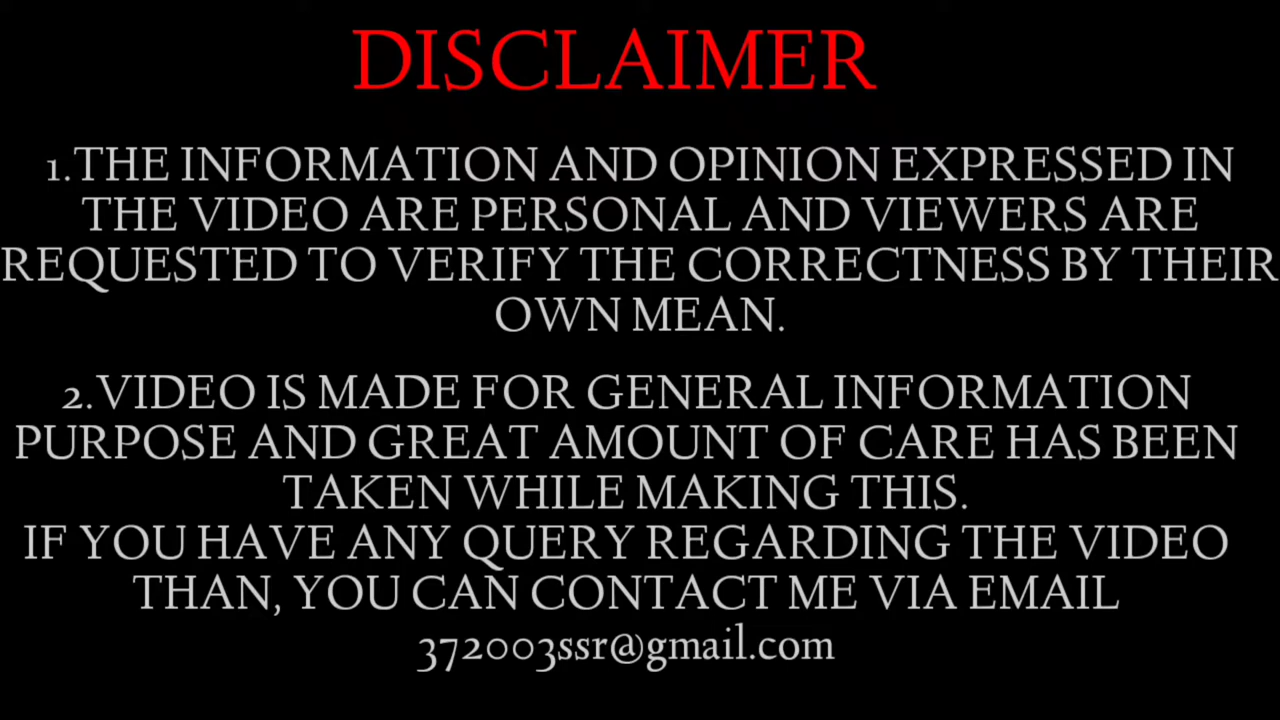 DISCLAIMER
1.THE INFORMATION AND OPINION EXPRESSED IN
THE VIDEO ARE PERSONAL AND VIEWERS ARE
REQUESTED TO VERIFY THE CORRECTNESS BY THEIR
OWN MEAN.
2.VIDEO IS MADE FOR GENERAL INFORMATION
PURPOSE AND GREAT AMOUNT OF CARE HAS BEEN
TAKEN WHILE MAKING THIS.
IF YOU HAVE ANY QUERY REGARDING THE VIDEO
THAN, YOU CAN CONTACT ME VIA EMAIL
372003ssr@gmail.com